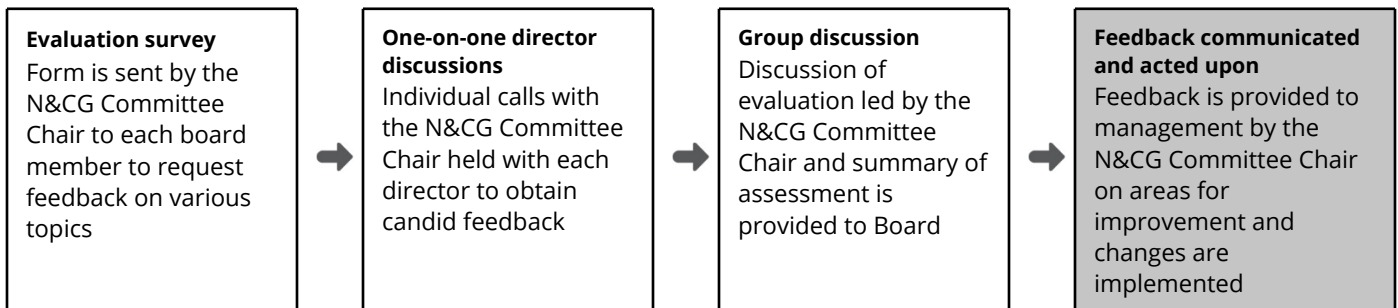 Evaluation survey
Form is sent by the
N&CG Committee
Chair to each board
member to request
feedback on various
topics
One-on-one director
discussions
Individual calls with
the N&CG Committee
Chair held with each
director to obtain
candid feedback
Group discussion
Discussion of
evaluation led by the
N&CG Committee
Chair and summary of
assessment is
provided to Board
Feedback communicated
and acted upon
Feedback is provided to
management by the
N&CG Committee Chair
on areas for
improvement and
changes are
implemented